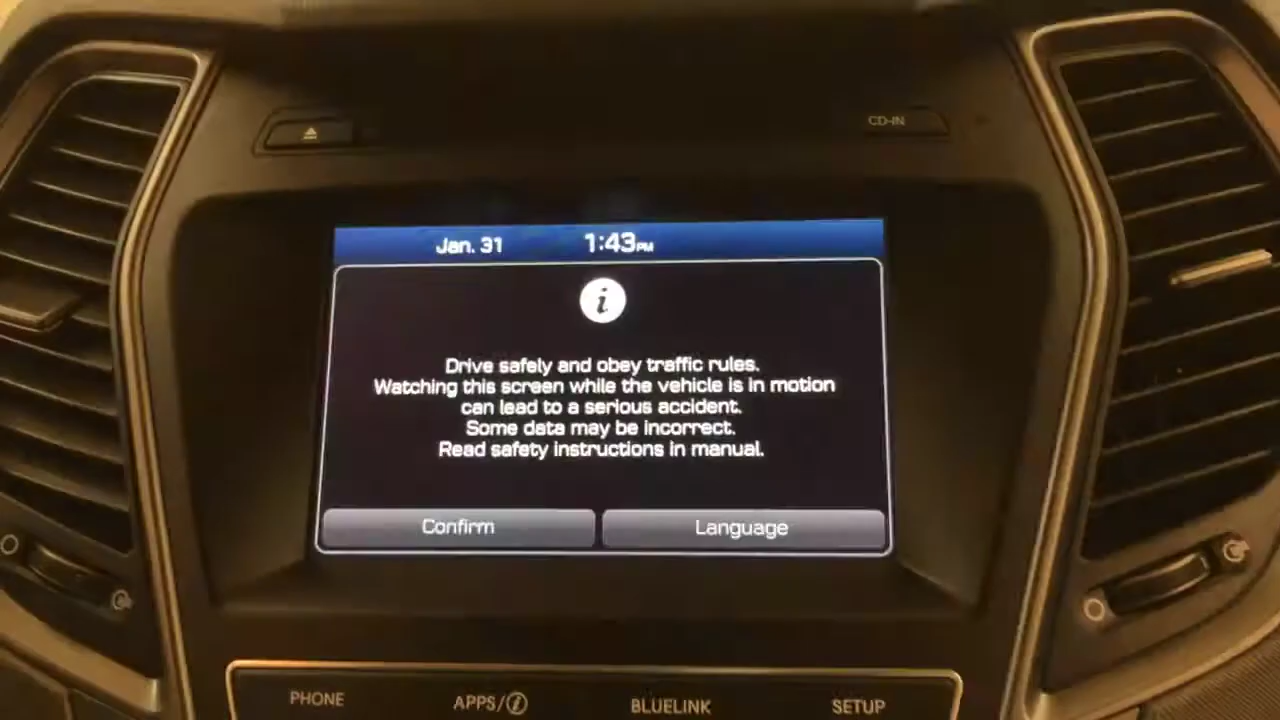 CD-IN
Jan. 31 1:43PM
i
Drive safely and obey traffic rules.
Watching this screen while the vehicle is in motion
can lead to a serious accident.
Some data may be incorrect.
Read safety instructions in manual.
Confirm Language
PHONE APPS/i BLUELINK SETUP